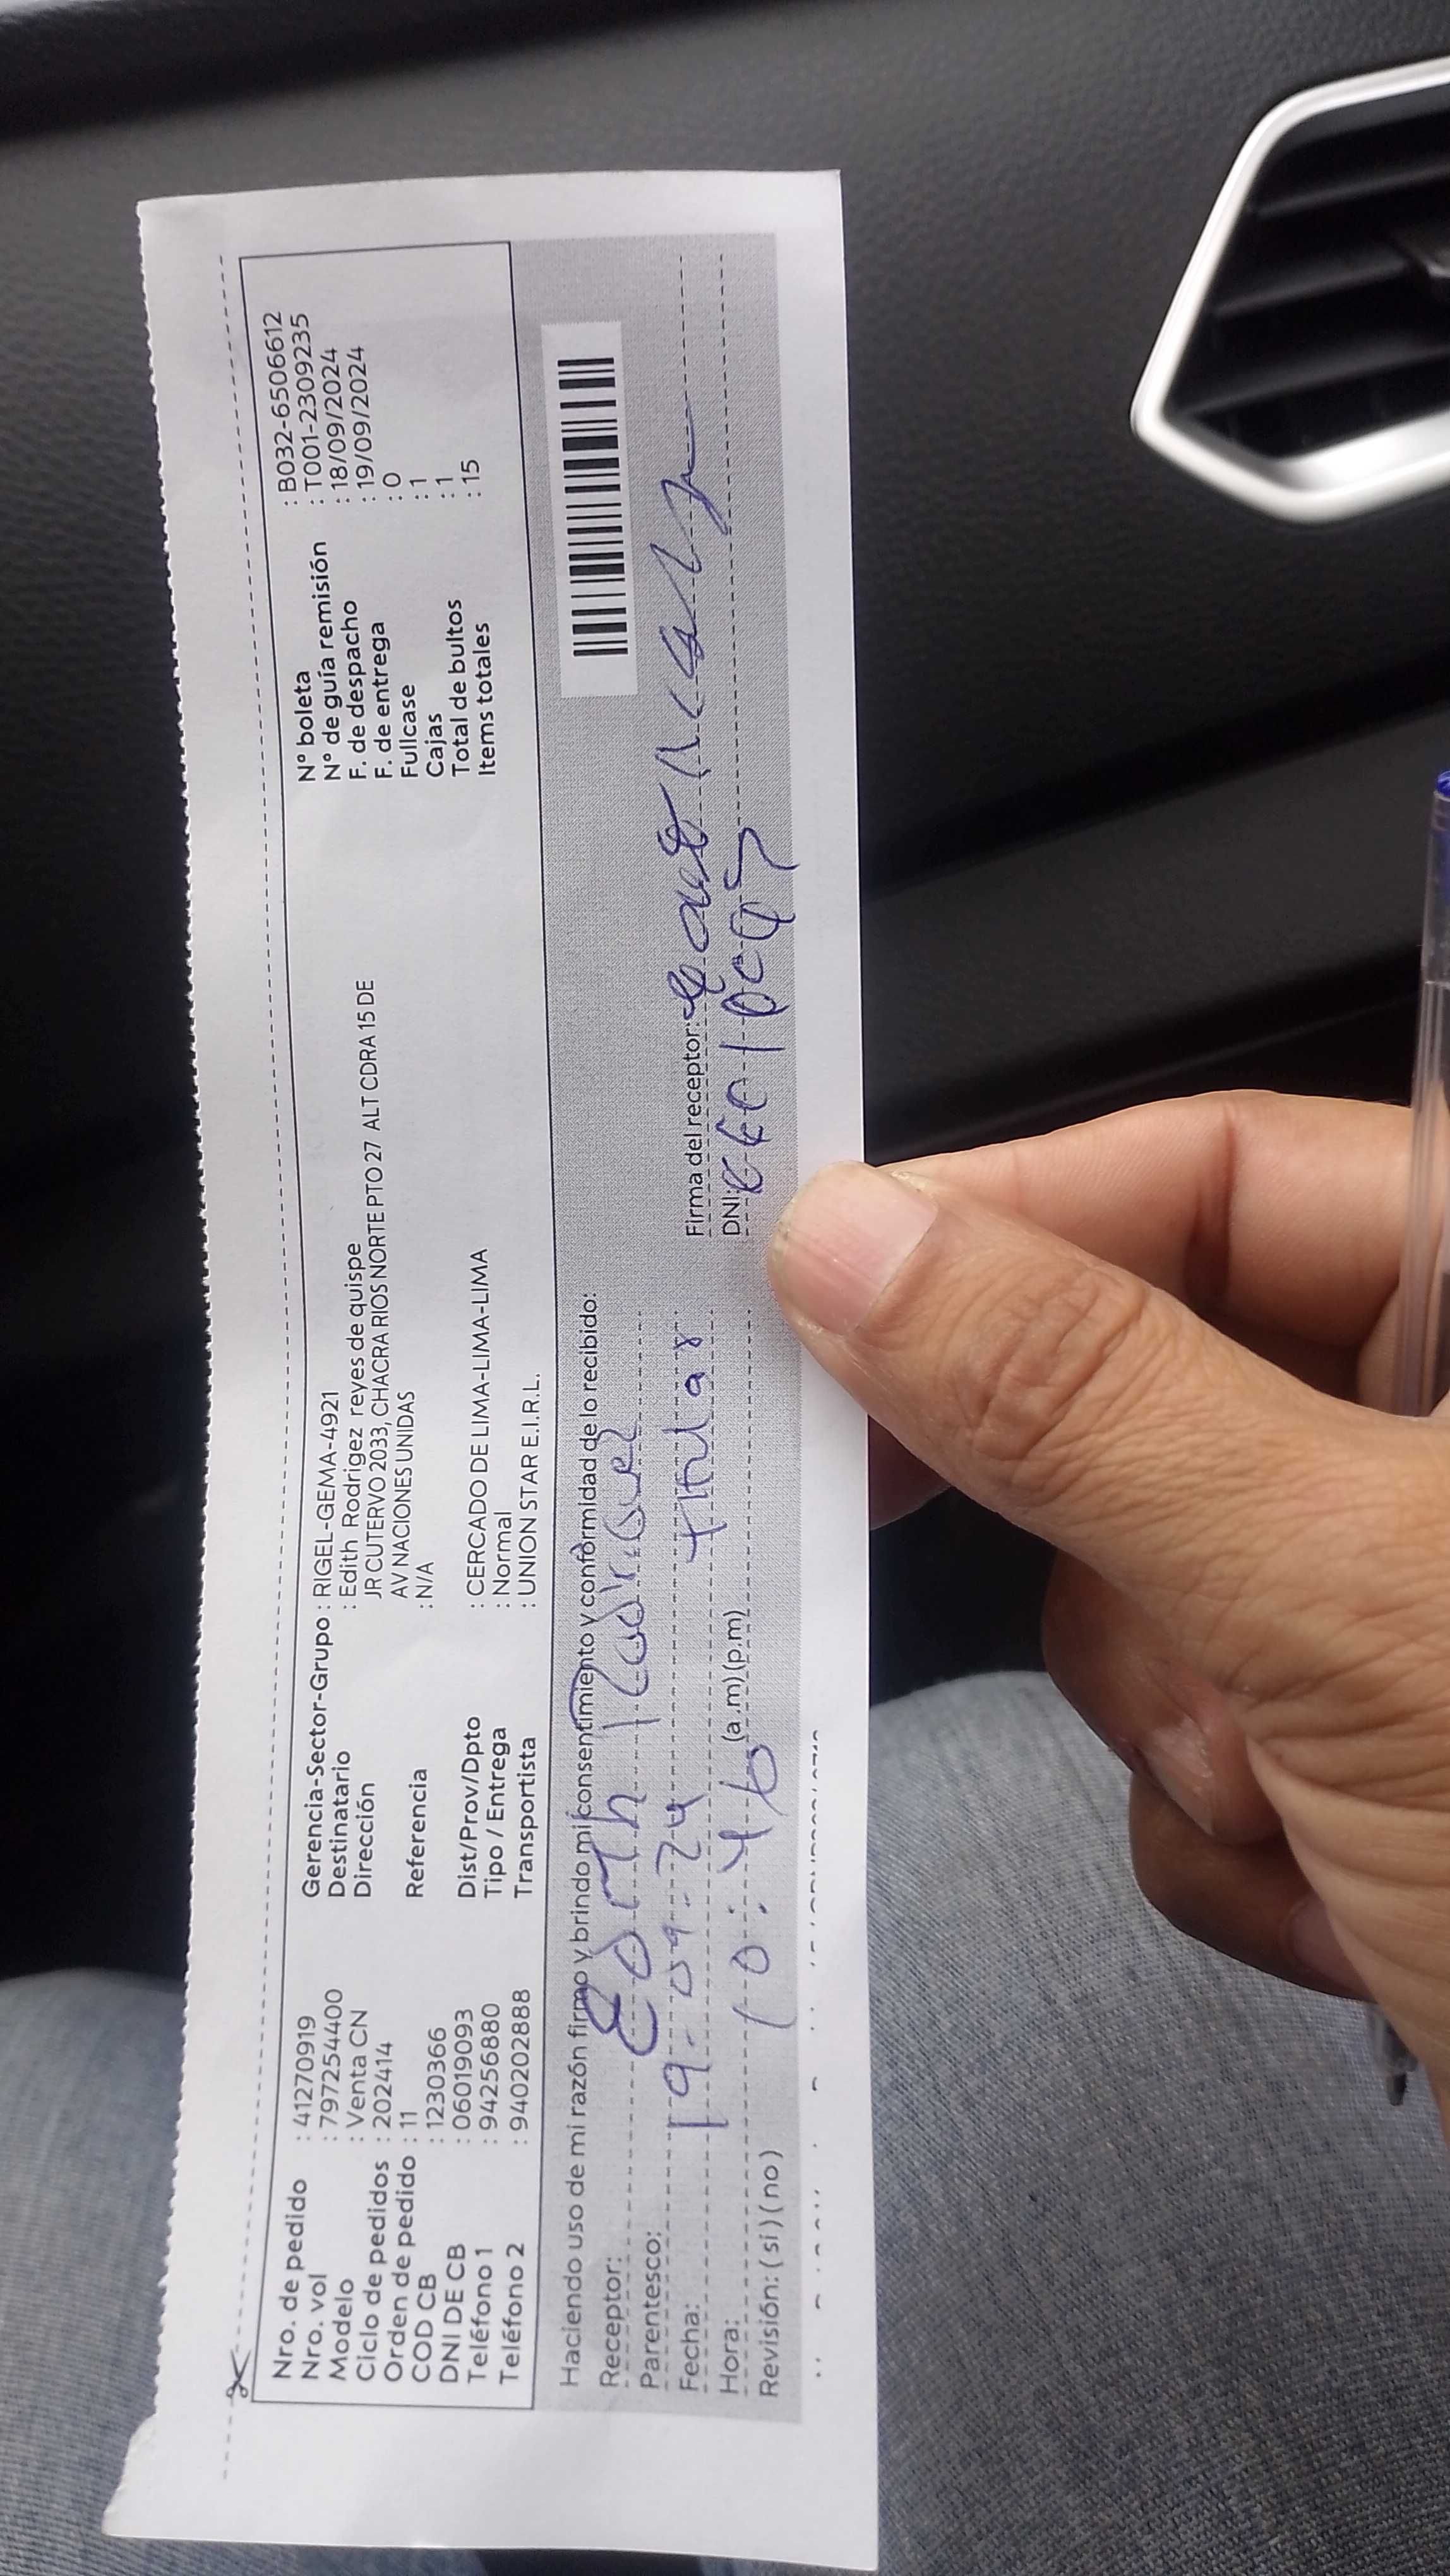 Nro. de pedido : 41270919
Nro. vol : 797254400
Modelo : Venta CN
Ciclo de pedidos : 202414
Orden de pedido : 11
COD CB : 1230366
DNI DE CB : 06019093
Teléfono 1 : 94256880
Teléfono 2 : 940202888
Gerencia-Sector-Grupo : RIGEL-GEMA-4921
Destinatario : Edith Rodrigez reyes de quispe
Dirección JR CUTERVO 2033, CHACRA RIOS NORTE PTO 27 ALT CDRA 15 DE
AV NACIONES UNIDAS
Referencia : N/A
Dist/Prov/Dpto : CERCADO DE LIMA-LIMA-LIMA
Tipo / Entrega : Normal
Transportista : UNION STAR E.I.R.L.
N° boleta : B032-6506612
N° de guía remisión : T001-2309235
F. de despacho : 18/09/2024
F. de entrega : 19/09/2024
Fullcase : 0
Cajas : 1
Total de bultos : 1
Items totales : 15
Haciendo uso de mi razón firmo y brindo mi consentimiento y conformidad de lo recibido:
Receptor: Edith
Parentesco: titular
Fecha: 19-09-24
Hora: 10:46 (a.m)(p.m)
Revisión: (si) (no)
Firma del receptor:
DNI: